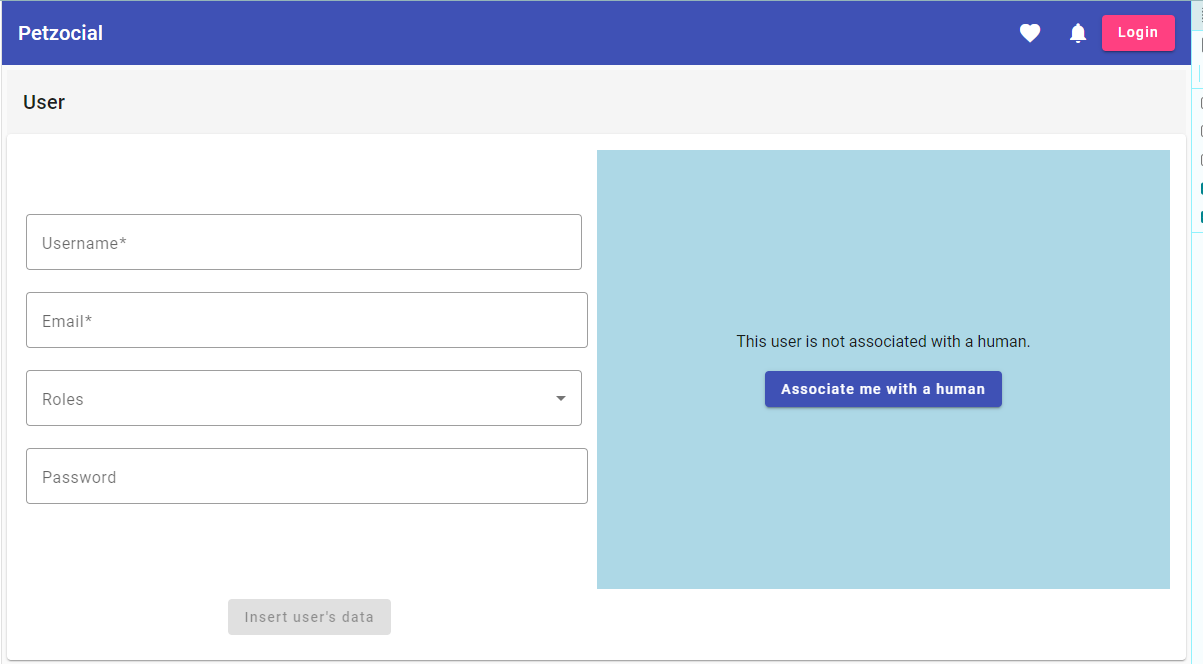 Petzocial
Login
User
Username*
Email*
Roles
Password
This user is not associated with a human.
Associate me with a human
Insert user's data